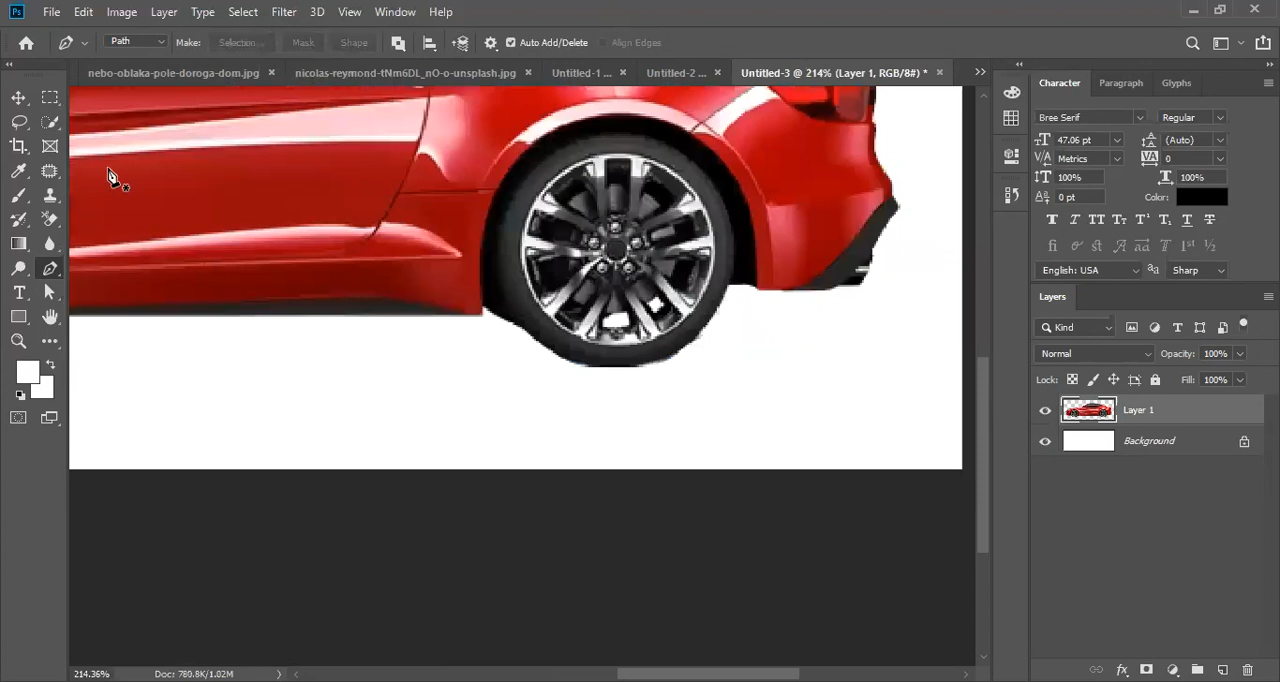 Ps File Edit Image Layer Type Select Filter 3D View Window Help
Path Make: Selection... Mask Shape Auto Add/Delete Align Edges
nebo-oblaka-pole-doroga-dom.jpg × nicolas-reymond-tNm6DL_nO-o-unsplash.jpg × Untitled-1 ... × Untitled-2 ... × Untitled-3 @ 214% (Layer 1, RGB/8#) * ×
Character Paragraph Glyphs
Bree Serif Regular
47.06 pt (Auto)
Metrics 0
100% 100%
0 pt Color:
English: USA Sharp
Layers
Kind
Normal Opacity: 100%
Lock: Fill: 100%
Layer 1
Background
214.36% Doc: 780.8K/1.02M